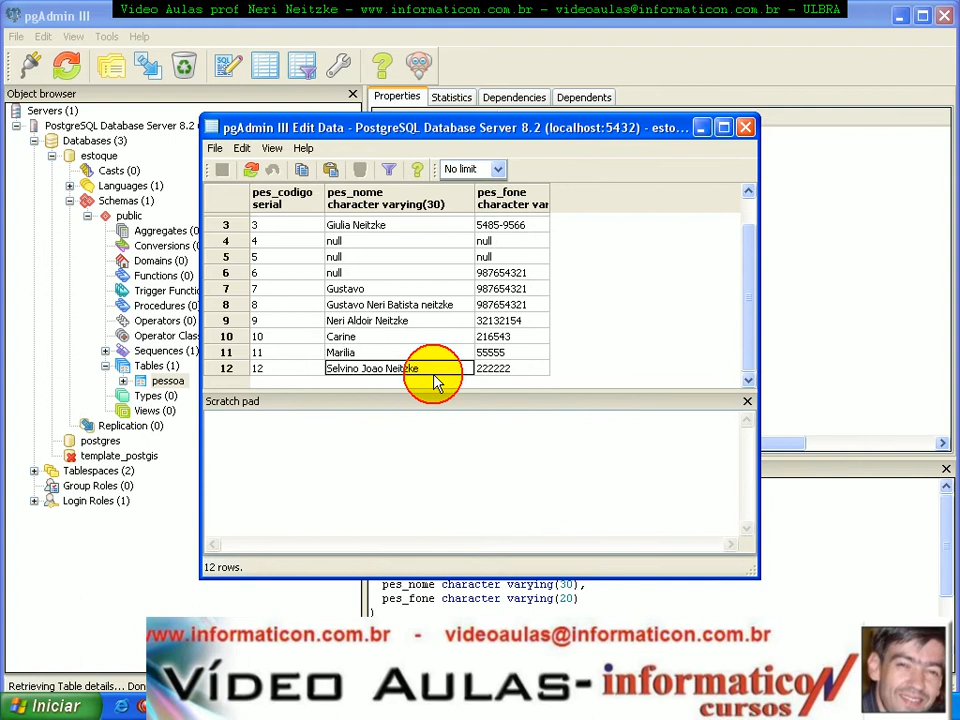 Video Aulas prof Neri Neitzke – www.informaticon.com.br - videoaulas@informaticon.com.br - ULBRA
pgAdmin III
File Edit View Tools Help
Object browser
Properties Statistics Dependencies Dependents
Servers (1)
PostgreSQL Database Server 8.2
Databases (3)
estoque
Casts (0)
Languages (1)
Schemas (1)
public
Aggregates (0
Conversions (
Domains (0)
Functions (0)
Trigger Functi
Procedures (0
Operators (0)
Operator Clas
Sequences (1
Tables (1)
pessoa
Types (0)
Views (0)
Replication (0)
postgres
template_postgis
Tablespaces (2)
Group Roles (0)
Login Roles (1)
pgAdmin III Edit Data - PostgreSQL Database Server 8.2 (localhost:5432) - esto...
File Edit View Help
No limit
pes_codigo pes_nome pes_fone
serial character varying(30) character var
3 3 Giulia Neitzke 5485-9566
4 4 null null
5 5 null null
6 6 null 987654321
7 7 Gustavo 987654321
8 8 Gustavo Neri Batista neitzke 987654321
9 9 Neri Aldoir Neitzke 32132154
10 10 Carine 216543
11 11 Marilia 55555
12 12 Selvino Joao Neitzke 222222
Scratch pad
12 rows.
pes_nome character varying(30),
pes_fone character varying(20)
)
Retrieving Table details... Don
Iniciar
www.informaticon.com.br - videoaulas@informaticon.com.br
VÍDEO AULAS-informaticoN
cursos